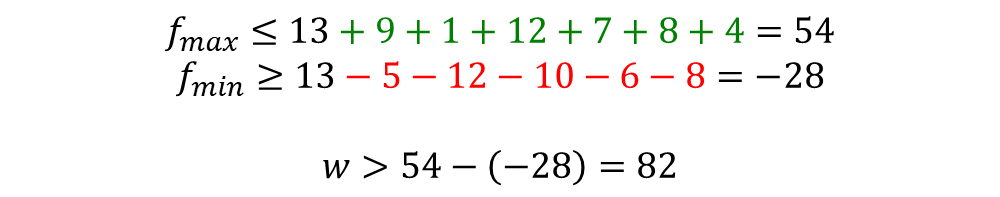 f_max ≤ 13 + 9 + 1 + 12 + 7 + 8 + 4 = 54
f_min ≥ 13 − 5 − 12 − 10 − 6 − 8 = −28
w > 54 − (−28) = 82